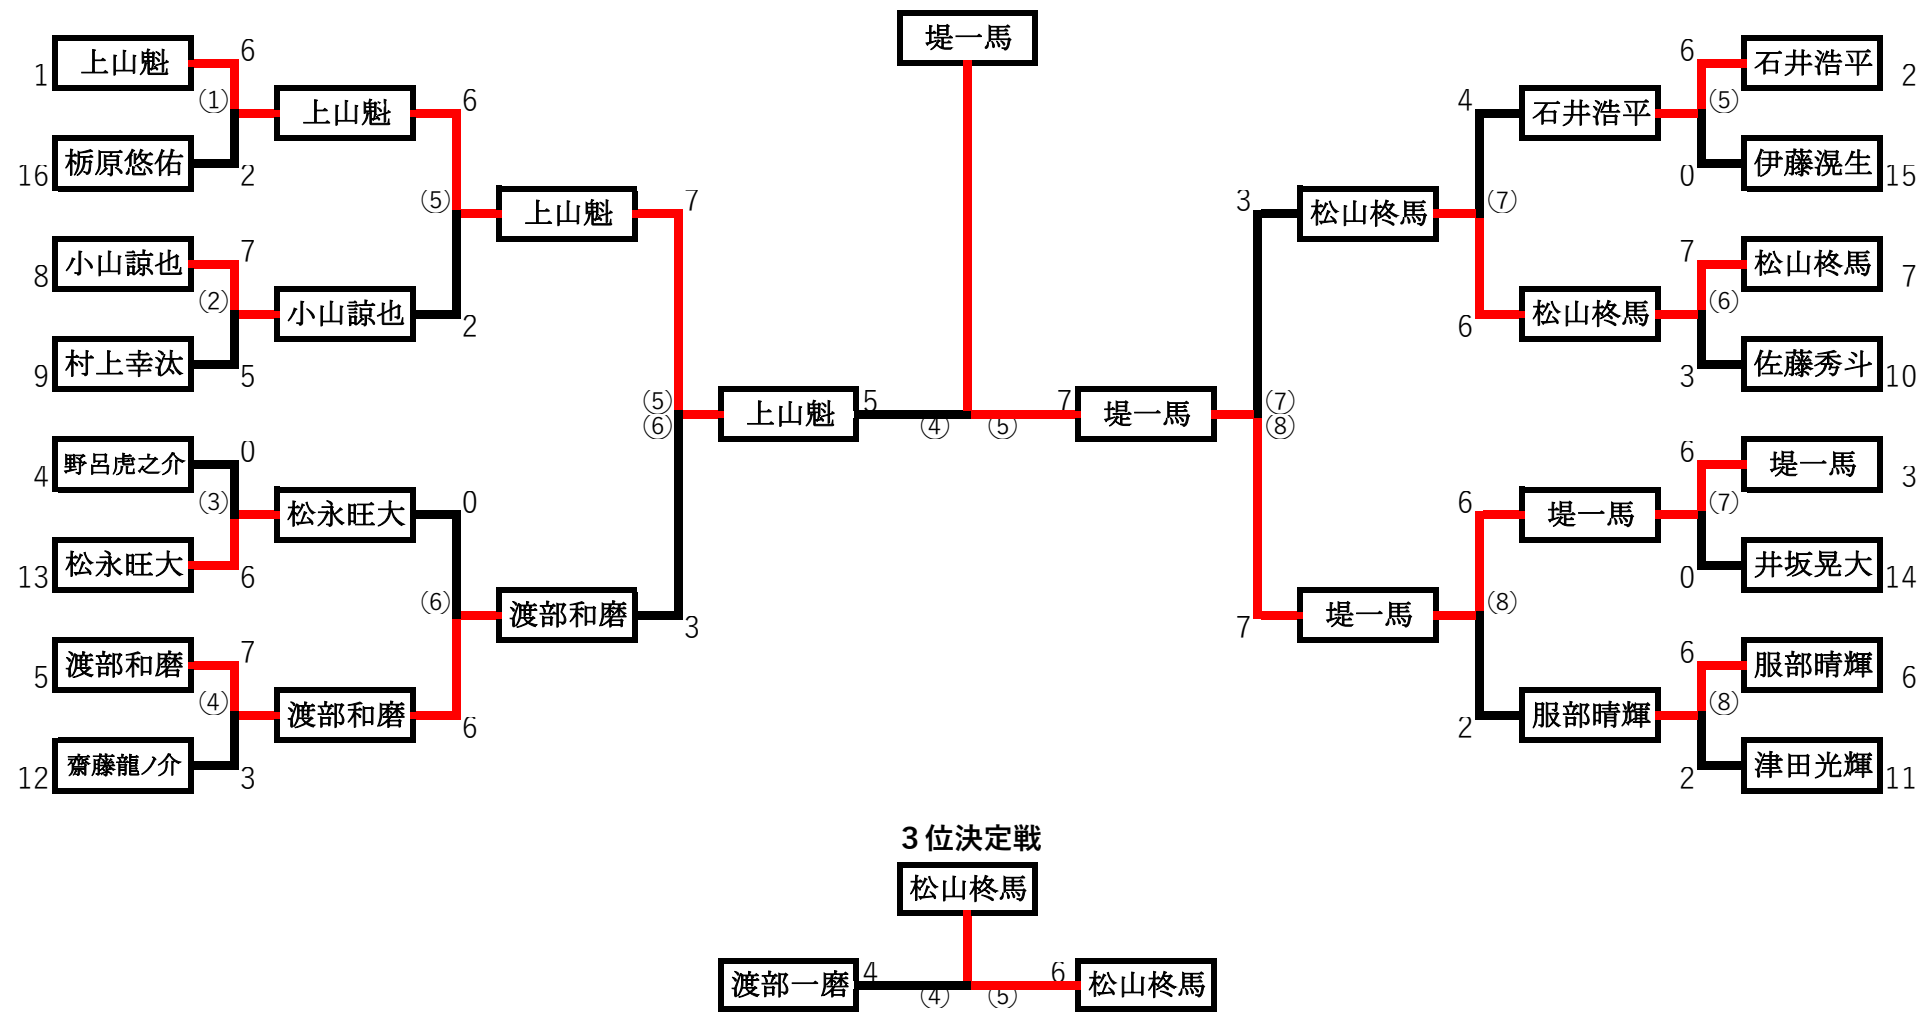 堤一馬
1 上山魁 6
(1)
上山魁 6
16 栃原悠佑 2
(5)
上山魁 7
8 小山諒也 7
(2)
小山諒也 2
9 村上幸汰 5
(5)
(6)
上山魁 5
(4)
4 野呂虎之介 0
(3)
松永旺大 0
13 松永旺大 6
(6)
渡部和磨 3
5 渡部和磨 7
(4)
渡部和磨 6
12 齋藤龍ノ介 3
6 石井浩平 2
(5)
4 石井浩平
0 伊藤滉生 15
(7)
3 松山柊馬
7 松山柊馬 7
(6)
6 松山柊馬
3 佐藤秀斗 10
(7)
(8)
7 堤一馬
(5)
6 堤一馬 3
(7)
6 堤一馬
0 井坂晃大 14
(8)
7 堤一馬
6 服部晴輝 6
(8)
2 服部晴輝
2 津田光輝 11
3位決定戦
松山柊馬
渡部一磨 4 6 松山柊馬
(4) (5)